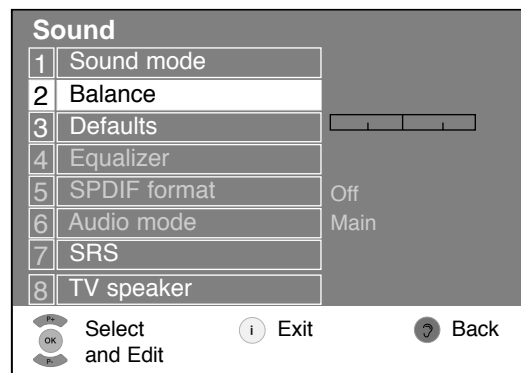 Sound
1 Sound mode
2 Balance
3 Defaults
4 Equalizer
5 SPDIF format Off
6 Audio mode Main
7 SRS
8 TV speaker
P+
OK
P-
Select
and Edit
i Exit
Back